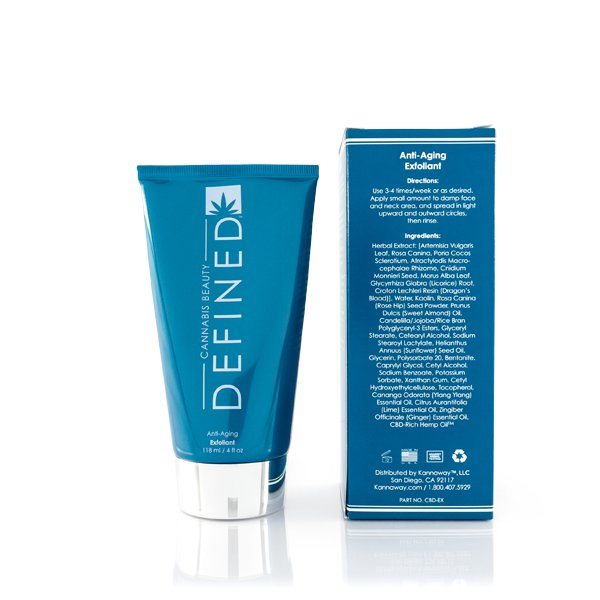 CANNABIS BEAUTY
DEFINED
Anti-Aging
Exfoliant
118 ml / 4 fl oz
Anti-Aging
Exfoliant
Directions:
Use 3-4 times/week or as desired.
Apply small amount to damp face
and neck area, and spread in light
upward and outward circles,
then rinse.
Ingredients:
Herbal Extract: [Artemisia Vulgaris
Leaf, Rosa Canina, Poria Cocos
Sclerotium, Atractylodis Macro-
cephalae Rhizoma, Cnidium
Monnieri Seed, Morus Alba Leaf,
Glycyrrhiza Glabra (Licorice) Root,
Croton Lechleri Resin (Dragon's
Blood)], Water, Kaolin, Rosa Canina
(Rose Hip) Seed Powder, Prunus
Dulcis (Sweet Almond) Oil,
Candelilla/Jojoba/Rice Bran
Polyglyceryl-3 Esters, Glyceryl
Stearate, Cetearyl Alcohol, Sodium
Stearoyl Lactylate, Helianthus
Annuus (Sunflower) Seed Oil,
Glycerin, Polysorbate 20, Bentonite,
Caprylyl Glycol, Cetyl Alcohol,
Sodium Benzoate, Potassium
Sorbate, Xanthan Gum, Cetyl
Hydroxyethylcellulose, Tocopherol,
Cananga Odorata (Ylang Ylang)
Essential Oil, Citrus Aurantifolia
(Lime) Essential Oil, Zingiber
Officinale (Ginger) Essential Oil,
CBD-Rich Hemp Oil™
Distributed by Kannaway™, LLC
San Diego, CA 92117
Kannaway.com / 1.800.407.5929
PART NO. CBD-EX